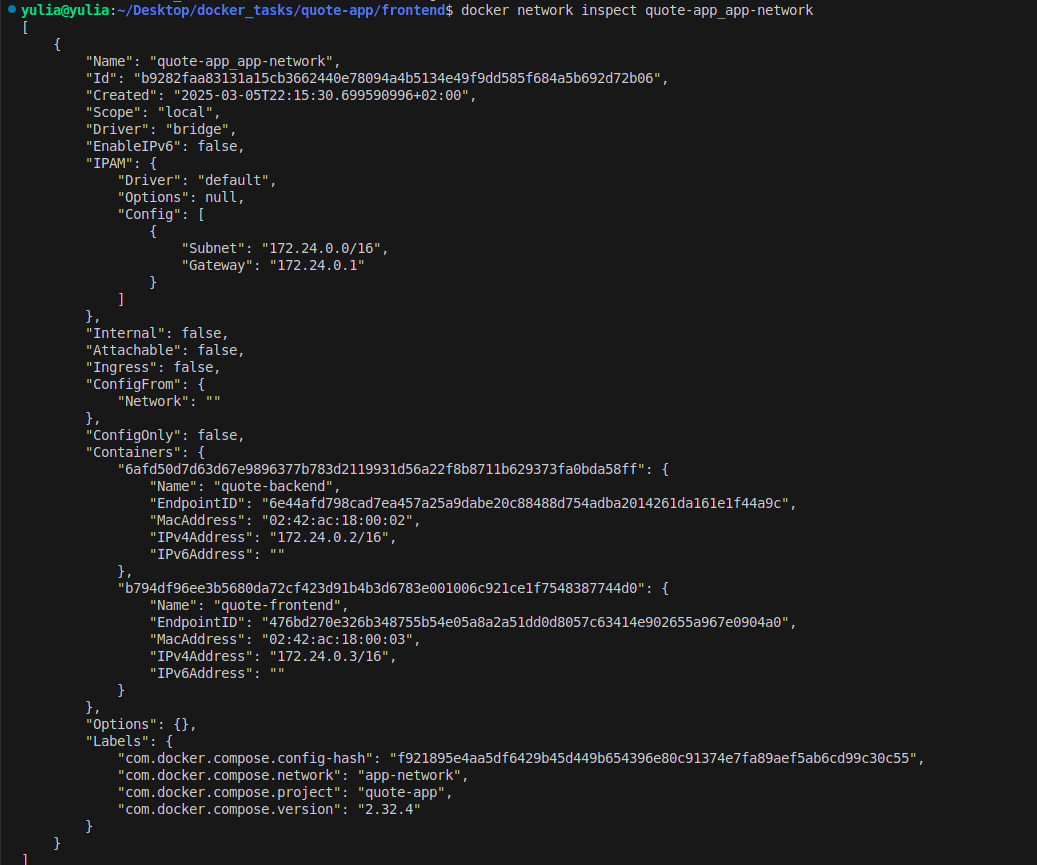 yulia@yulia:~/Desktop/docker_tasks/quote-app/frontend$ docker network inspect quote-app_app-network
[
    {
        "Name": "quote-app_app-network",
        "Id": "b9282faa83131a15cb3662440e78094a4b5134e49f9dd585f684a5b692d72b06",
        "Created": "2025-03-05T22:15:30.699590996+02:00",
        "Scope": "local",
        "Driver": "bridge",
        "EnableIPv6": false,
        "IPAM": {
            "Driver": "default",
            "Options": null,
            "Config": [
                {
                    "Subnet": "172.24.0.0/16",
                    "Gateway": "172.24.0.1"
                }
            ]
        },
        "Internal": false,
        "Attachable": false,
        "Ingress": false,
        "ConfigFrom": {
            "Network": ""
        },
        "ConfigOnly": false,
        "Containers": {
            "6afd50d7d63d67e9896377b783d2119931d56a22f8b8711b629373fa0bda58ff": {
                "Name": "quote-backend",
                "EndpointID": "6e44afd798cad7ea457a25a9dabe20c88488d754adba2014261da161e1f44a9c",
                "MacAddress": "02:42:ac:18:00:02",
                "IPv4Address": "172.24.0.2/16",
                "IPv6Address": ""
            },
            "b794df96ee3b5680da72cf423d91b4b3d6783e001006c921ce1f7548387744d0": {
                "Name": "quote-frontend",
                "EndpointID": "476bd270e326b348755b54e05a8a2a51dd0d8057c63414e902655a967e0904a0",
                "MacAddress": "02:42:ac:18:00:03",
                "IPv4Address": "172.24.0.3/16",
                "IPv6Address": ""
            }
        },
        "Options": {},
        "Labels": {
            "com.docker.compose.config-hash": "f921895e4aa5df6429b45d449b654396e80c91374e7fa89aef5ab6cd99c30c55",
            "com.docker.compose.network": "app-network",
            "com.docker.compose.project": "quote-app",
            "com.docker.compose.version": "2.32.4"
        }
    }
]